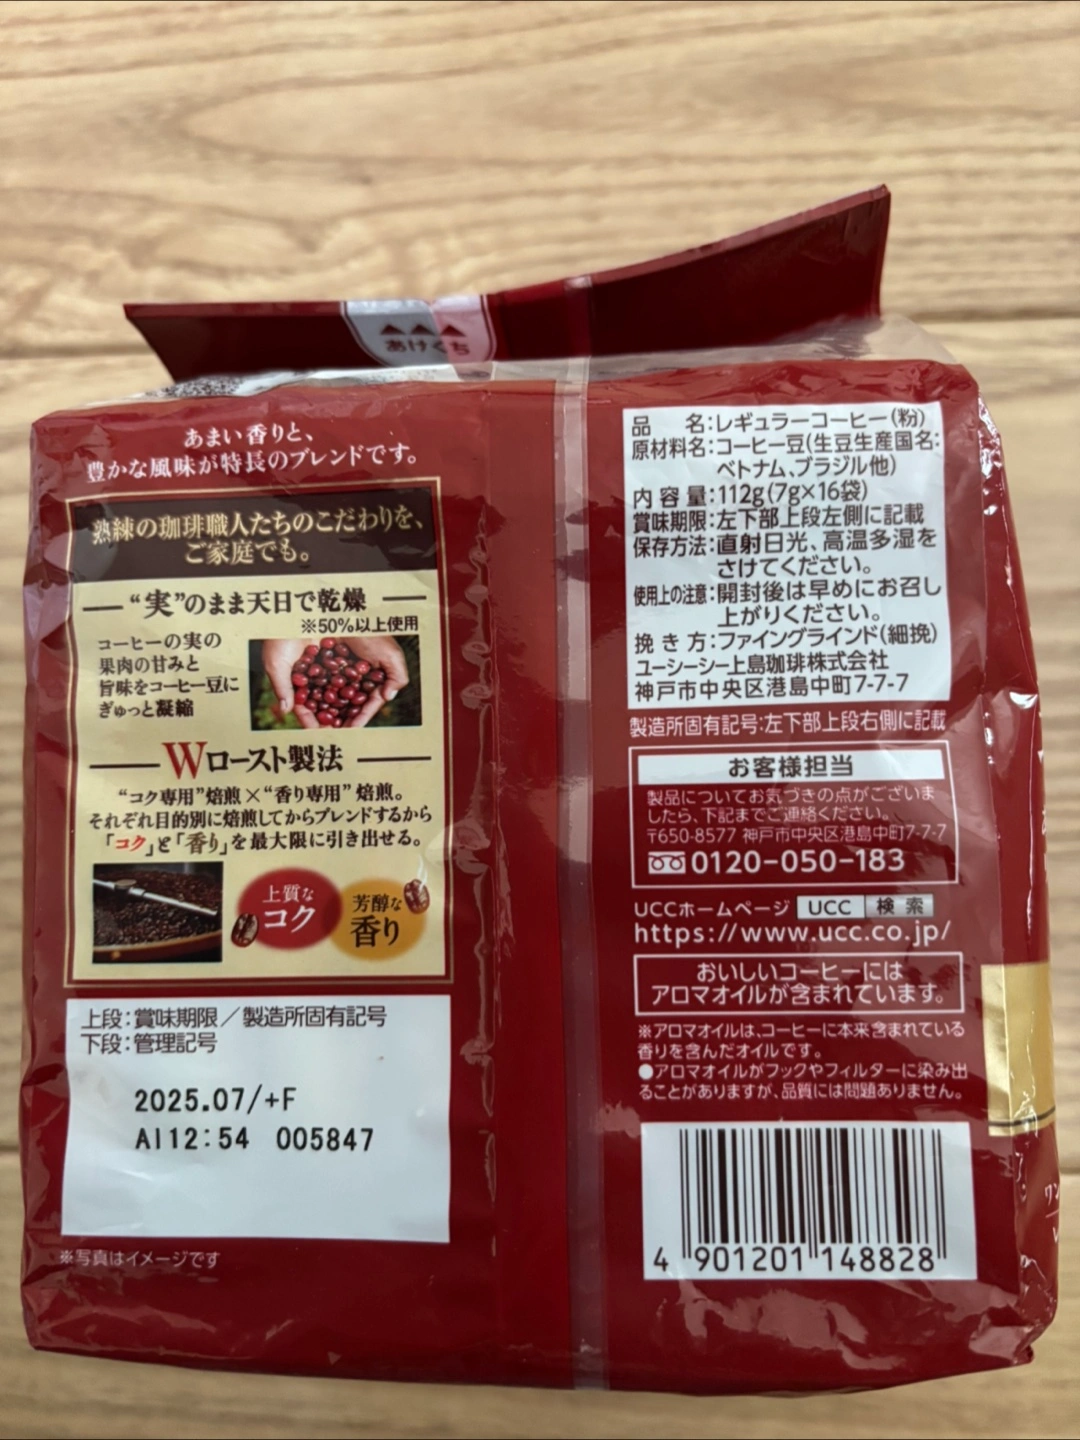 あけくち
あまい香りと、
豊かな風味が特長のブレンドです。
熟練の珈琲職人たちのこだわりを、
ご家庭でも。
“実”のまま天日で乾燥
※50%以上使用
コーヒーの実の
果肉の甘みと
旨味をコーヒー豆に
ぎゅっと凝縮
Wロースト製法
“コク専用”焙煎×“香り専用”焙煎。
それぞれ目的別に焙煎してからブレンドするから
「コク」と「香り」を最大限に引き出せる。
上質な
コク
芳醇な
香り
上段:賞味期限/製造所固有記号
下段:管理記号
2025.07/+F
AI12:54 005847
※写真はイメージです
品名:レギュラーコーヒー(粉)
原材料名:コーヒー豆(生豆生産国名:
ベトナム、ブラジル他)
内容量:112g(7g×16袋)
賞味期限:左下部上段左側に記載
保存方法:直射日光、高温多湿を
さけてください。
使用上の注意:開封後は早めにお召し
上がりください。
挽き方:ファイングラインド(細挽)
ユーシーシー上島珈琲株式会社
神戸市中央区港島中町7-7-7
製造所固有記号:左下部上段右側に記載
お客様担当
製品についてお気づきの点がございま
したら、下記までご連絡ください。
〒650-8577 神戸市中央区港島中町7-7-7
0120-050-183
UCCホームページ UCC 検索
https://www.ucc.co.jp/
おいしいコーヒーには
アロマオイルが含まれています。
※アロマオイルは、コーヒーに本来含まれている
香りを含んだオイルです。
●アロマオイルがフックやフィルターに染み出
ることがありますが、品質には問題ありません。
4 901201 148828